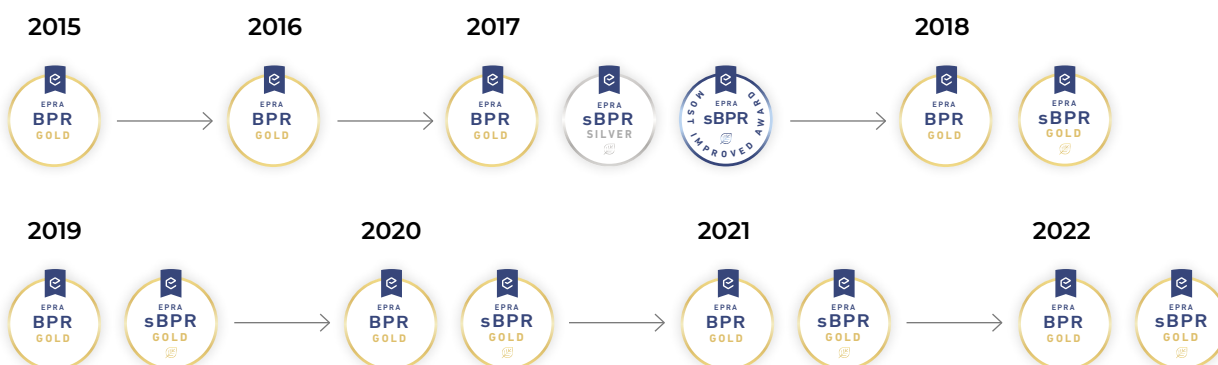 2015
2016
2017
2018
EPRA
BPR
GOLD
EPRA
BPR
GOLD
EPRA
BPR
GOLD
EPRA
sBPR
SILVER
EPRA
sBPR
MOST IMPROVED AWARD
EPRA
BPR
GOLD
EPRA
sBPR
GOLD
2019
2020
2021
2022
EPRA
BPR
GOLD
EPRA
sBPR
GOLD
EPRA
BPR
GOLD
EPRA
sBPR
GOLD
EPRA
BPR
GOLD
EPRA
sBPR
GOLD
EPRA
BPR
GOLD
EPRA
sBPR
GOLD